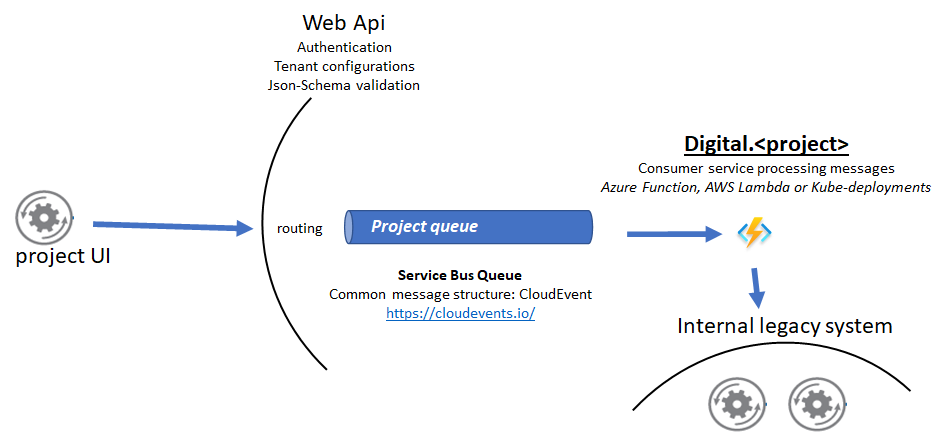 Web Api
Authentication
Tenant configurations
Json-Schema validation
Digital.<project>
Consumer service processing messages
Azure Function, AWS Lambda or Kube-deployments
project UI
routing
Project queue
Service Bus Queue
Common message structure: CloudEvent
https://cloudevents.io/
Internal legacy system